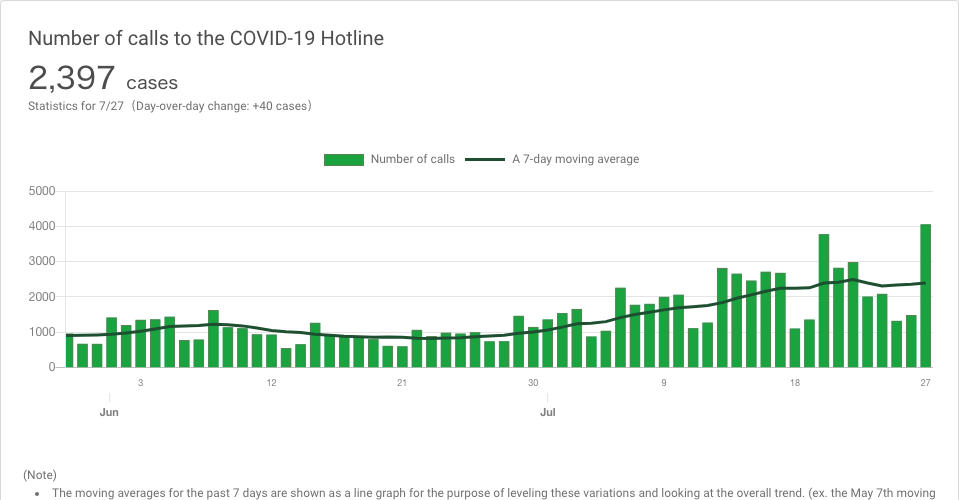 Number of calls to the COVID-19 Hotline
2,397 cases
Statistics for 7/27 (Day-over-day change: +40 cases)
Number of calls A 7-day moving average
5000
4000
3000
2000
1000
0
3 12 21 30 9 18 27
Jun Jul
(Note)
• The moving averages for the past 7 days are shown as a line graph for the purpose of leveling these variations and looking at the overall trend. (ex. the May 7th moving